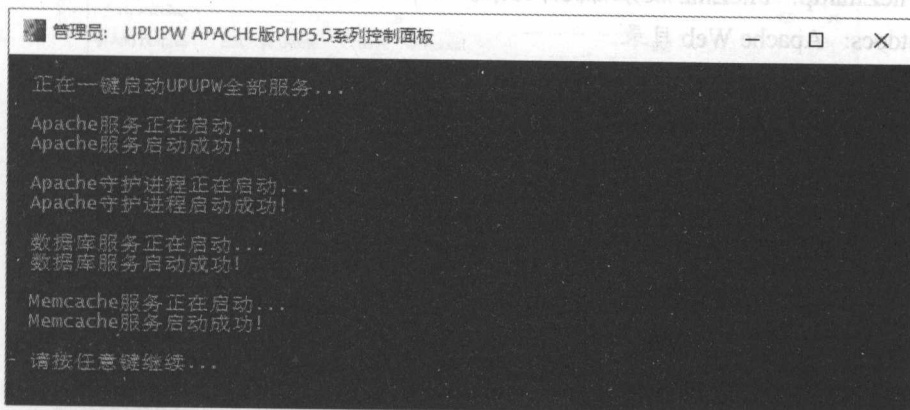 管理员: UPUPW APACHE版PHP5.5系列控制面板
正在一键启动UPUPW全部服务...
Apache服务正在启动...
Apache服务启动成功!
Apache守护进程正在启动...
Apache守护进程启动成功!
数据库服务正在启动...
数据库服务启动成功!
Memcache服务正在启动...
Memcache服务启动成功!
请按任意键继续...